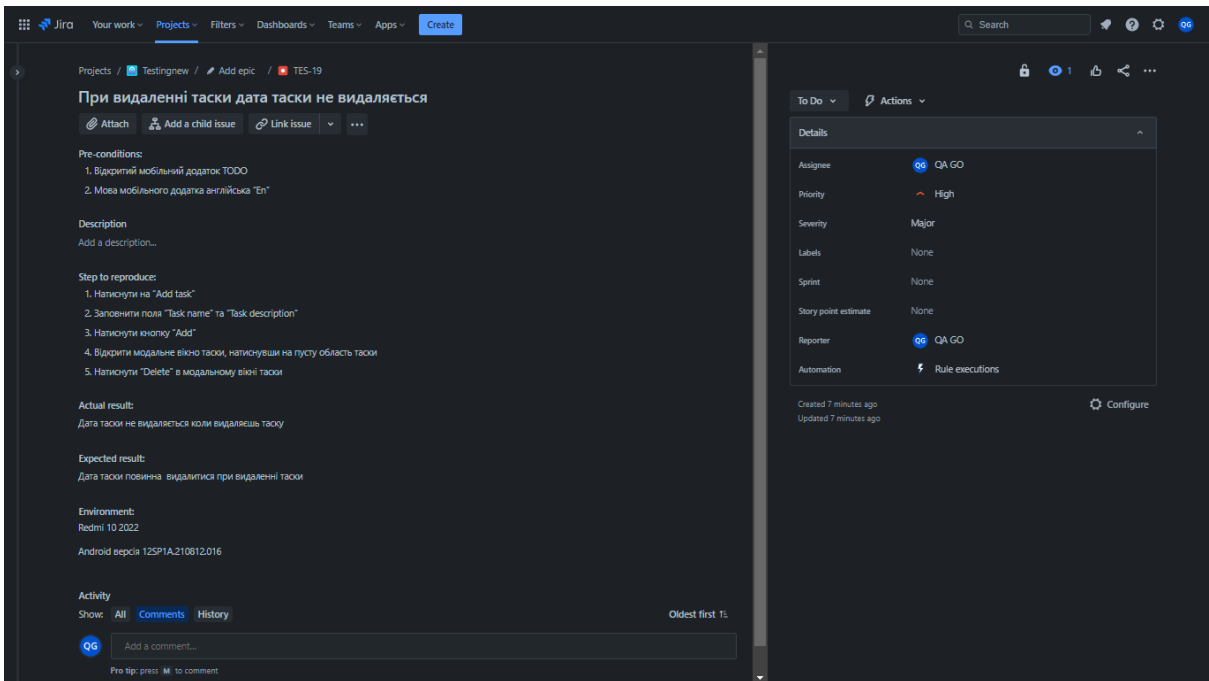 Jira Your work Projects Filters Dashboards Teams Apps Create Search QG
Projects / Testingnew / Add epic / TES-19
1
При видаленні таски дата таски не видаляється
Attach Add a child issue Link issue
Pre-conditions:
1. Відкритий мобільний додаток TODO
2. Мова мобільного додатка англійська "En"
Description
Add a description...
Step to reproduce:
1. Натиснути на "Add task"
2. Заповнити поля "Task name" та "Task description"
3. Натиснути кнопку "Add"
4. Відкрити модальне вікно таски, натиснувши на пусту область таски
5. Натиснути "Delete" в модальному вікні таски
Actual result:
Дата таски не видаляється коли видаляєш таску
Expected result:
Дата таски повинна видалитися при видаленні таски
Environment:
Redmi 10 2022
Android версія 12SP1A.210812.016
Activity
Show: All Comments History Oldest first
QG Add a comment...
Pro tip: press M to comment
To Do Actions
Details
Assignee QG QA GO
Priority High
Severity Major
Labels None
Sprint None
Story point estimate None
Reporter QG QA GO
Automation Rule executions
Created 7 minutes ago Configure
Updated 7 minutes ago